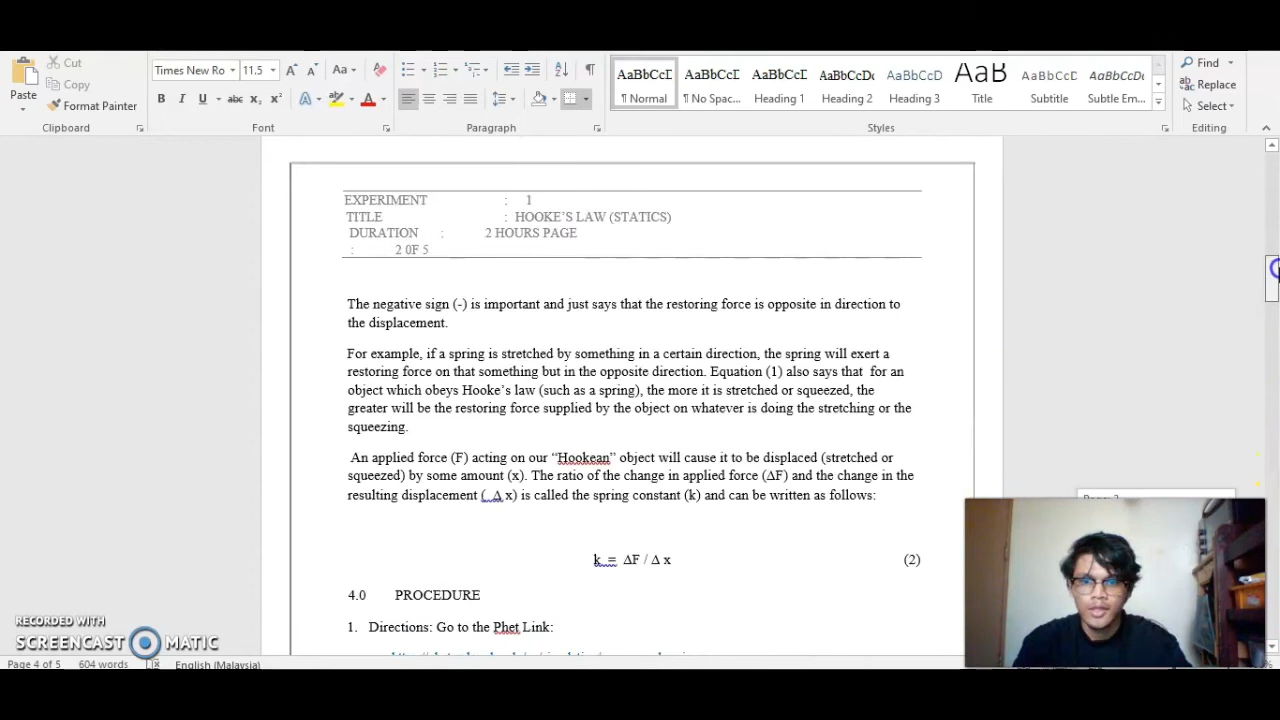 Cut
Copy
Paste
Format Painter
Clipboard
Times New Ro
11.5
Aa
B I U abc x₂ x²
Font
Paragraph
AaBbCcI AaBbCcI AaBbC AaBbCcDc AaBbCcD AaB AaBbCcD AaBbCcDc
¶ Normal ¶ No Spac... Heading 1 Heading 2 Heading 3 Title Subtitle Subtle Em...
Styles
Find
Replace
Select
Editing
EXPERIMENT : 1
TITLE : HOOKE'S LAW (STATICS)
DURATION : 2 HOURS PAGE
: 2 0F 5
The negative sign (-) is important and just says that the restoring force is opposite in direction to
the displacement.
For example, if a spring is stretched by something in a certain direction, the spring will exert a
restoring force on that something but in the opposite direction. Equation (1) also says that for an
object which obeys Hooke's law (such as a spring), the more it is stretched or squeezed, the
greater will be the restoring force supplied by the object on whatever is doing the stretching or the
squeezing.
An applied force (F) acting on our “Hookean” object will cause it to be displaced (stretched or
squeezed) by some amount (x). The ratio of the change in applied force (ΔF) and the change in the
resulting displacement ( Δ x) is called the spring constant (k) and can be written as follows:
k = ΔF / Δ x (2)
4.0 PROCEDURE
1. Directions: Go to the Phet Link:
RECORDED WITH
SCREENCAST MATIC
Page 4 of 5 604 words English (Malaysia)